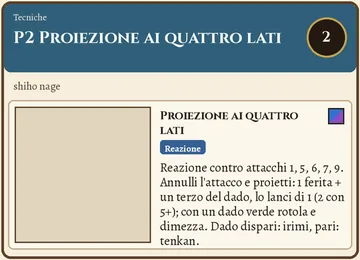 Tecniche
P2 Proiezione ai quattro lati
2
shiho nage
Proiezione ai quattro
lati
Reazione
Reazione contro attacchi 1, 5, 6, 7, 9.
Annulli l'attacco e proietti: 1 ferita +
un terzo del dado, lo lanci di 1 (2 con
5+); con un dado verde rotola e
dimezza. Dado dispari: irimi, pari:
tenkan.